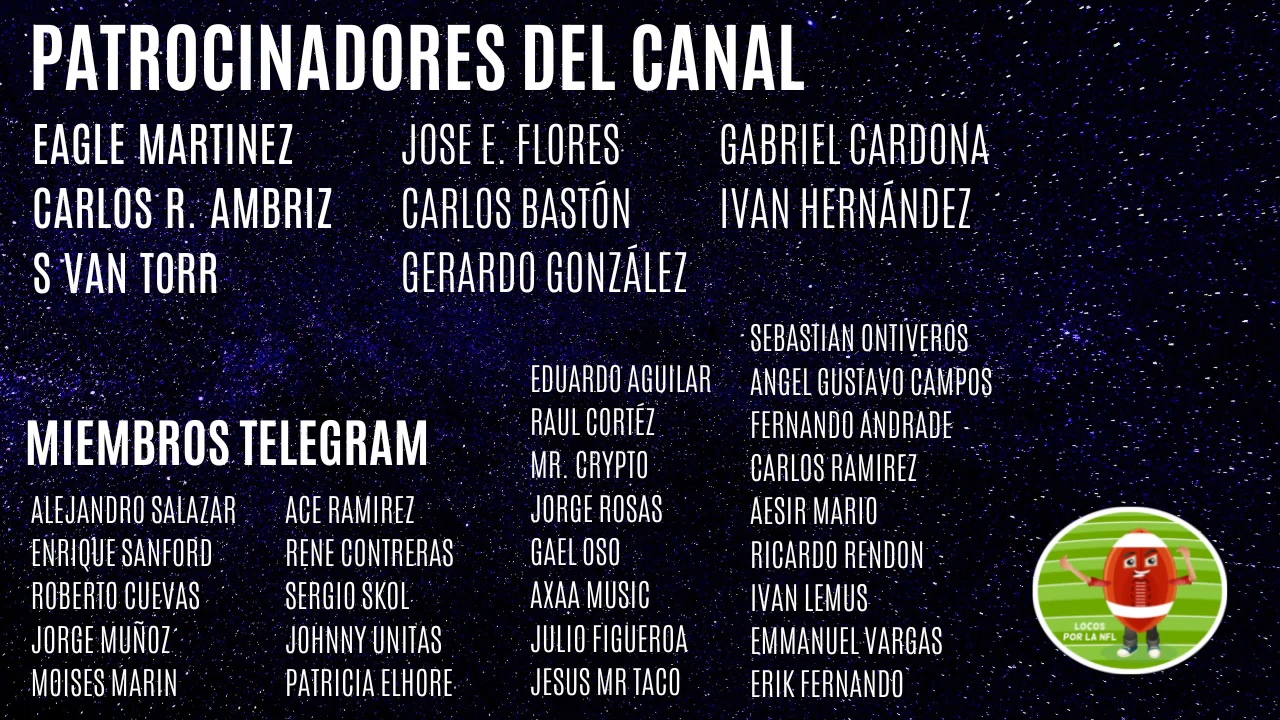 PATROCINADORES DEL CANAL
EAGLE MARTINEZ
CARLOS R. AMBRIZ
S VAN TORR
JOSE E. FLORES
CARLOS BASTÓN
GERARDO GONZÁLEZ
GABRIEL CARDONA
IVAN HERNÁNDEZ
MIEMBROS TELEGRAM
ALEJANDRO SALAZAR
ENRIQUE SANFORD
ROBERTO CUEVAS
JORGE MUÑOZ
MOISES MARIN
ACE RAMIREZ
RENE CONTRERAS
SERGIO SKOL
JOHNNY UNITAS
PATRICIA ELHORE
EDUARDO AGUILAR
RAUL CORTÉZ
MR. CRYPTO
JORGE ROSAS
GAEL OSO
AXAA MUSIC
JULIO FIGUEROA
JESUS MR TACO
SEBASTIAN ONTIVEROS
ANGEL GUSTAVO CAMPOS
FERNANDO ANDRADE
CARLOS RAMIREZ
AESIR MARIO
RICARDO RENDON
IVAN LEMUS
EMMANUEL VARGAS
ERIK FERNANDO
LOCOS
POR LA NFL